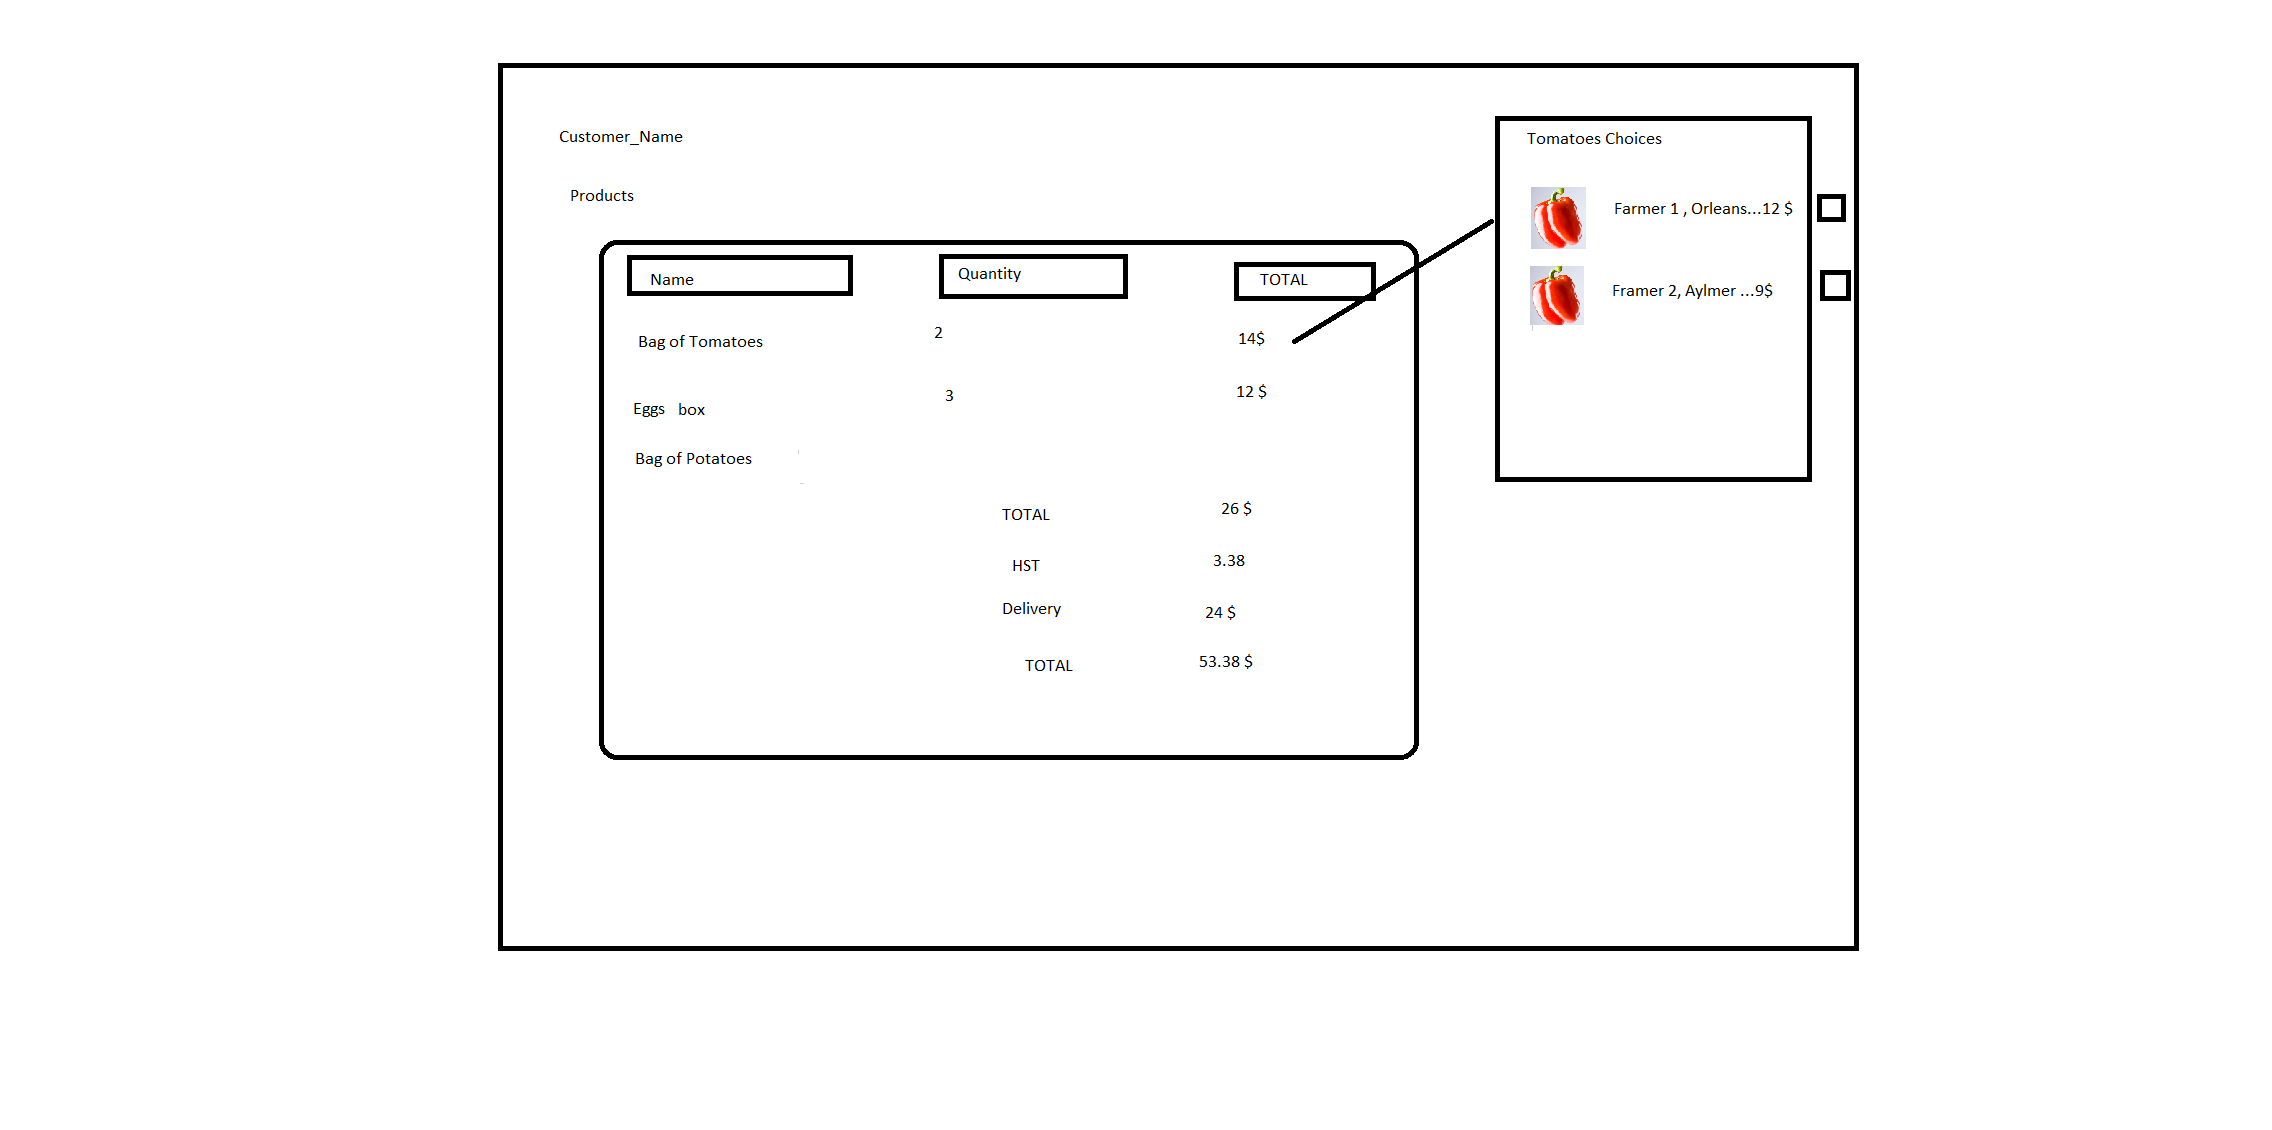 Customer_Name
Tomatoes Choices
Products
Farmer 1 , Orleans...12 $
Name Quantity TOTAL
Framer 2, Aylmer ...9$
Bag of Tomatoes 2 14$
Eggs box 3 12 $
Bag of Potatoes
TOTAL 26 $
HST 3.38
Delivery 24 $
TOTAL 53.38 $